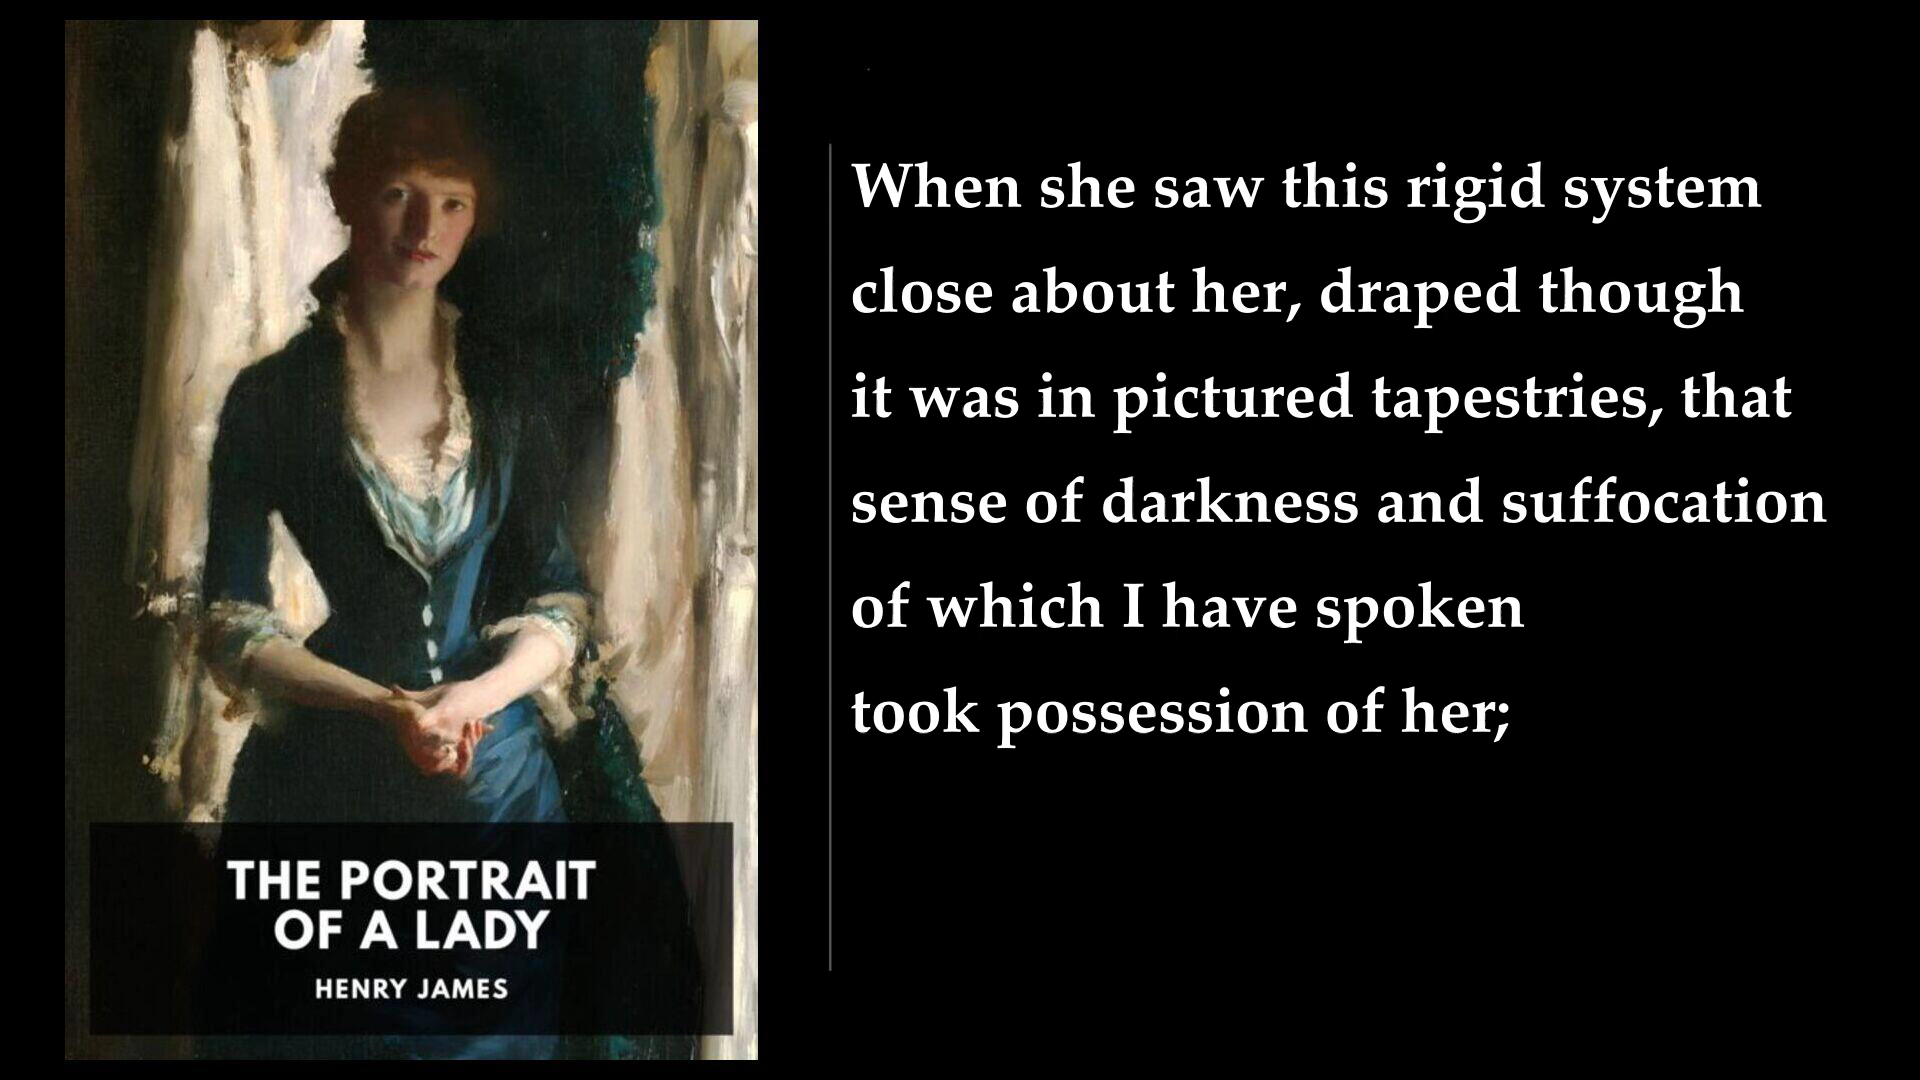 When she saw this rigid system
close about her, draped though
it was in pictured tapestries, that
sense of darkness and suffocation
of which I have spoken
took possession of her;
THE PORTRAIT
OF A LADY
HENRY JAMES